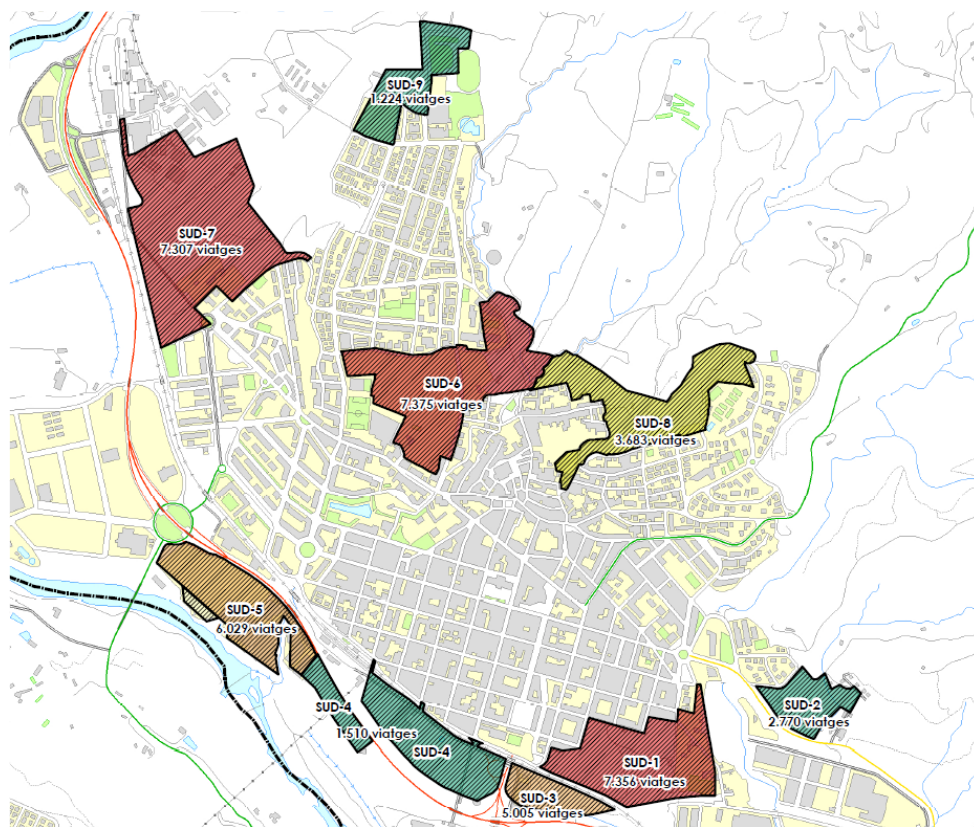 SUD-9
1.224 viatges
SUD-7
7.307 viatges
SUD-6
7.375 viatges
SUD-8
3.683 viatges
SUD-5
6.029 viatges
SUD-4
1.510 viatges
SUD-4
SUD-2
2.770 viatges
SUD-1
7.356 viatges
SUD-3
5.005 viatges